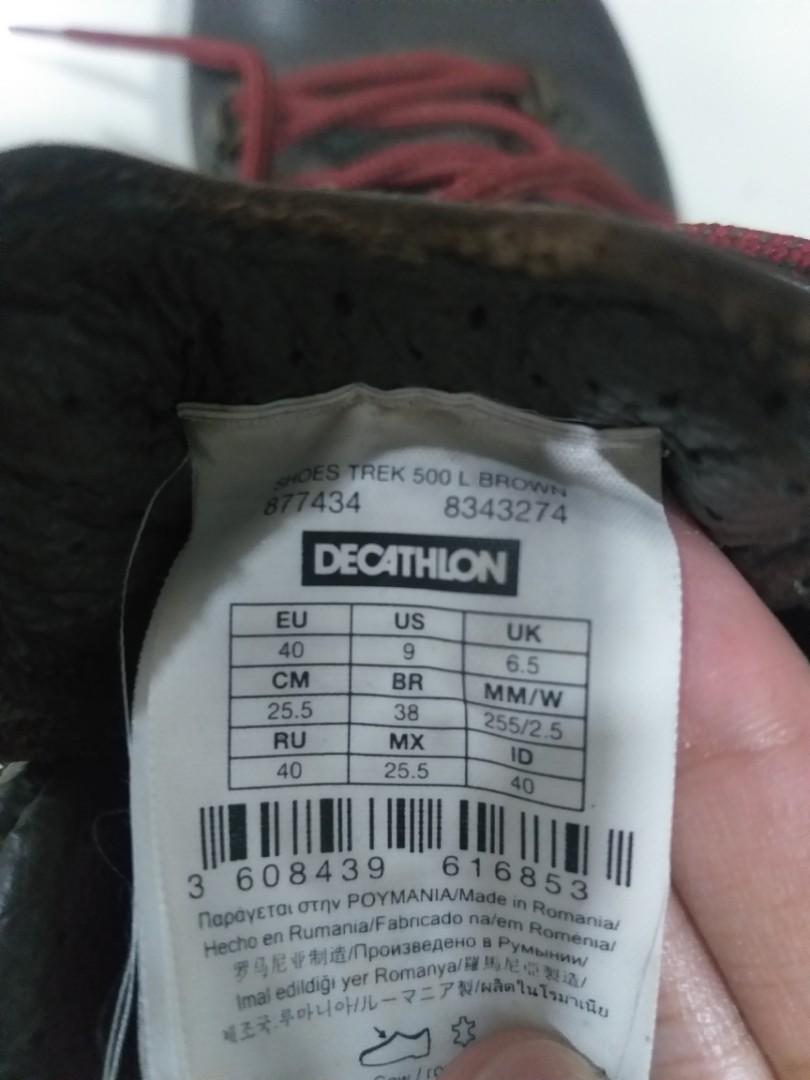 SHOES TREK 500 L BROWN
877434 8343274
DECATHLON
EU US UK
40 9 6.5
CM BR MM/W
25.5 38 255/2.5
RU MX ID
40 25.5 40
3 608439 616853
Παράγεται στην ΡΟΥΜΑΝΙΑ/Made in Romania/
Hecho en Rumania/Fabricado na/em Romênia/
罗马尼亚制造/Произведено в Румынии/
Imal edildiği yer Romanya/羅馬尼亞製造/
제조국:루마니아/ルーマニア製/ผลิตในโรมาเนีย